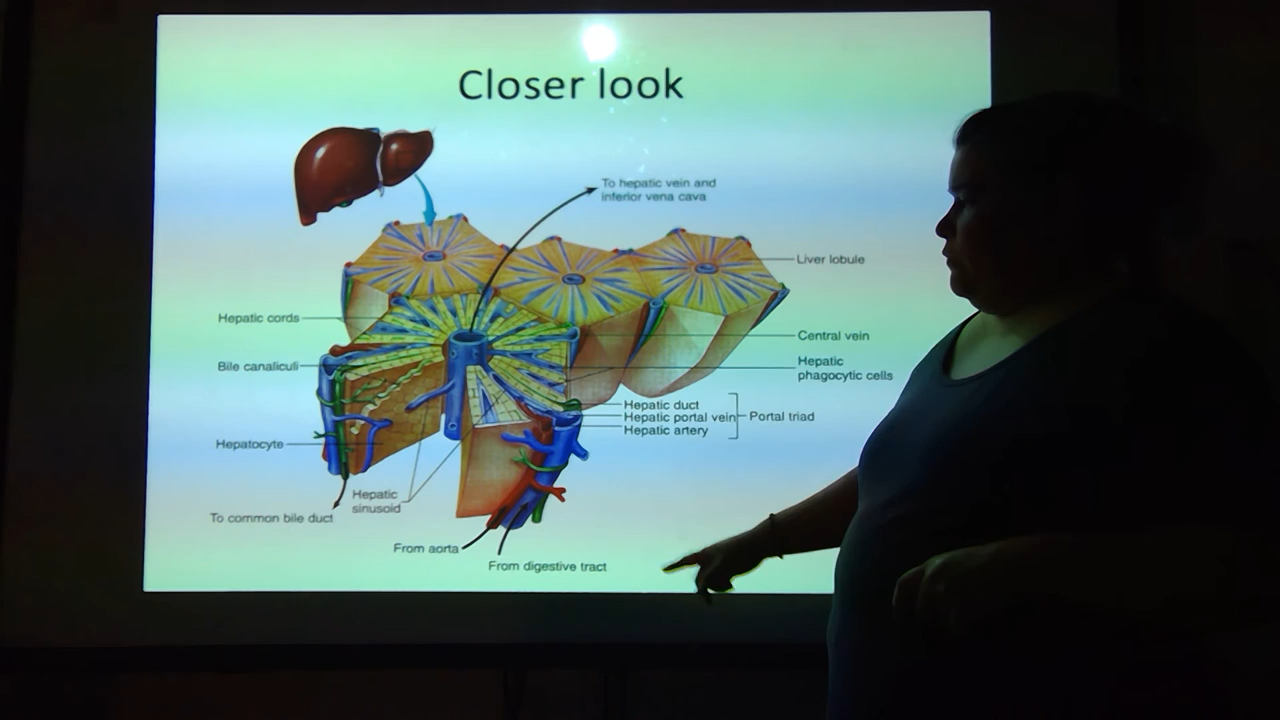 Closer look
To hepatic vein and
inferior vena cava
Liver lobule
Hepatic cords
Central vein
Bile canaliculi
Hepatic
phagocytic cells
Hepatic duct
Hepatic portal vein
Portal triad
Hepatic artery
Hepatocyte
Hepatic
sinusoid
To common bile duct
From aorta
From digestive tract